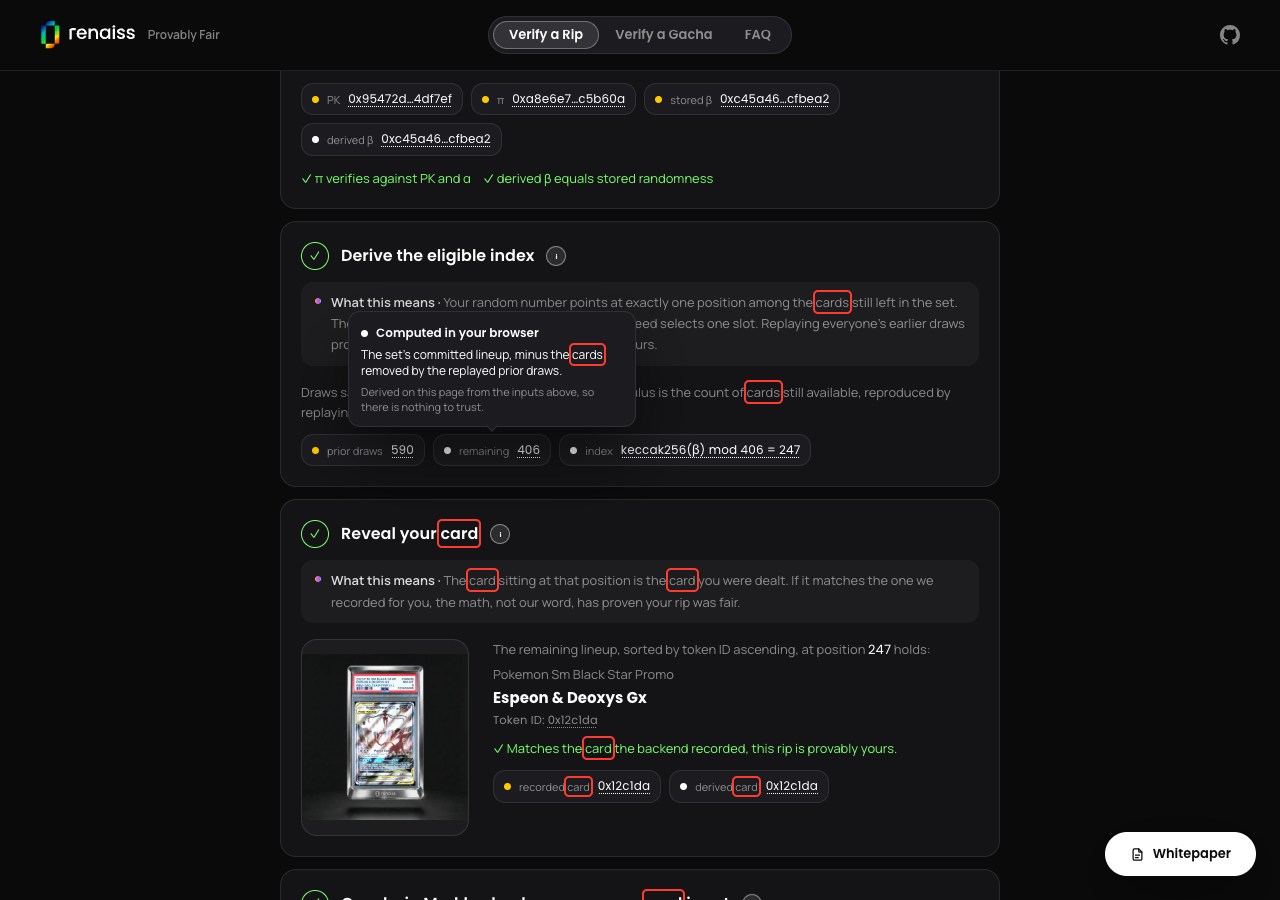 renaiss Provably Fair Verify a Rip Verify a Gacha FAQ
PK 0x95472d…4df7ef π 0xa8e6e7…c5b60a stored β 0xc45a46…cfbea2
derived β 0xc45a46…cfbea2
✓ π verifies against PK and α ✓ derived β equals stored randomness
Derive the eligible index i
What this means · Your random number points at exactly one position among the cards still left in the set.
eed selects one slot. Replaying everyone's earlier draws
Computed in your browser
The set's committed lineup, minus the cards
removed by the replayed prior draws.
Derived on this page from the inputs above, so
there is nothing to trust.
Draws is the count of cards still available, reproduced by
prior draws 590 remaining 406 index keccak256(β) mod 406 = 247
Reveal your card i
What this means · The card sitting at that position is the card you were dealt. If it matches the one we
recorded for you, the math, not our word, has proven your rip was fair.
The remaining lineup, sorted by token ID ascending, at position 247 holds:
Pokemon Sm Black Star Promo
Espeon & Deoxys Gx
Token ID: 0x12c1da
✓ Matches the card the backend recorded, this rip is provably yours.
recorded card 0x12c1da derived card 0x12c1da
renaiss
Whitepaper